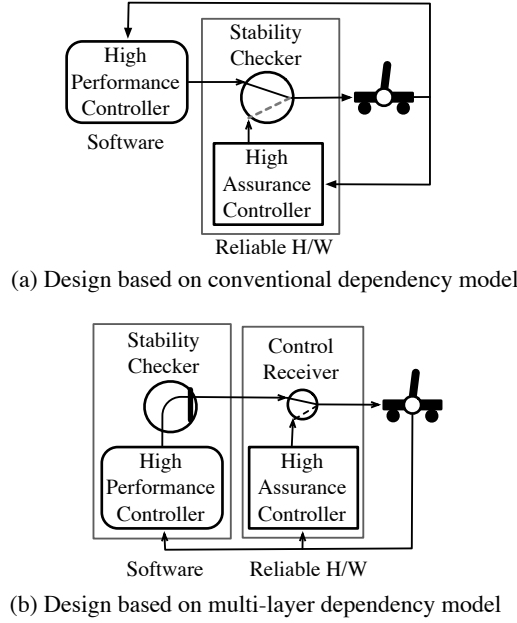 High
Performance
Controller
Software
Stability
Checker
High
Assurance
Controller
Reliable H/W
(a) Design based on conventional dependency model
Stability
Checker
High
Performance
Controller
Software
Control
Receiver
High
Assurance
Controller
Reliable H/W
(b) Design based on multi-layer dependency model